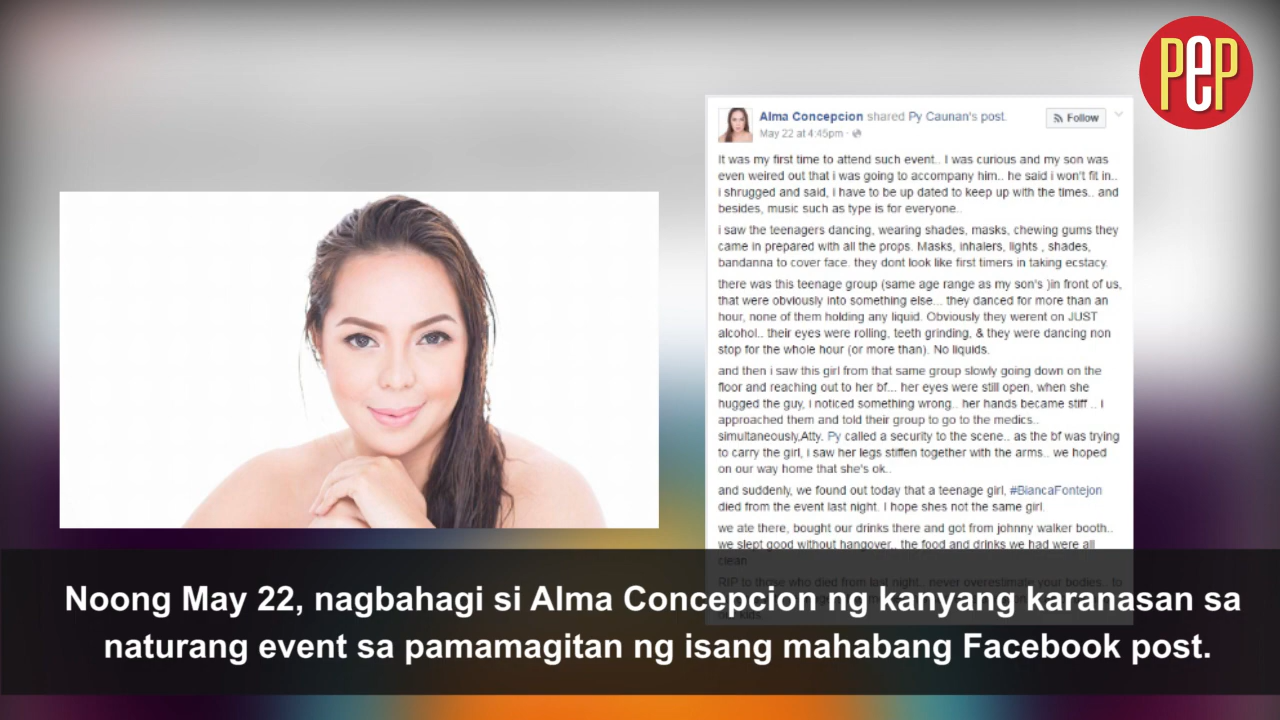 PeP
Alma Concepcion shared Py Caunan's post.
May 22 at 4:45pm ·
Follow
It was my first time to attend such event.. I was curious and my son was
even weirded out that i was going to accompany him.. he said i won't fit in..
i shrugged and said, i have to be up dated to keep up with the times.. and
besides, music such as type is for everyone..
i saw the teenagers dancing, wearing shades, masks, chewing gums they
came in prepared with all the props. Masks, inhalers, lights , shades,
bandanna to cover face. they dont look like first timers in taking ecstacy.
there was this teenage group (same age range as my son's )in front of us,
that were obviously into something else... they danced for more than an
hour, none of them holding any liquid. Obviously they werent on JUST
alcohol.. their eyes were rolling, teeth grinding, & they were dancing non
stop for the whole hour (or more than). No liquids.
and then i saw this girl from that same group slowly going down on the
floor and reaching out to her bf... her eyes were still open, when she
hugged the guy, i noticed something wrong.. her hands became stiff .. i
approached them and told their group to go to the medics..
simultaneously,Atty. Py called a security to the scene.. as the bf was trying
to carry the girl, i saw her legs stiffen together with the arms.. we hoped
on our way home that she's ok..
and suddenly, we found out today that a teenage girl, #BiancaFontejon
died from the event last night. I hope shes not the same girl.
we ate there, bought our drinks there and got from johnny walker booth..
we slept good without hangover.. the food and drinks we had were all
clean
RIP to those who died from last night.. never overestimate your bodies.. to
Noong May 22, nagbahagi si Alma Concepcion ng kanyang karanasan sa
naturang event sa pamamagitan ng isang mahabang Facebook post.